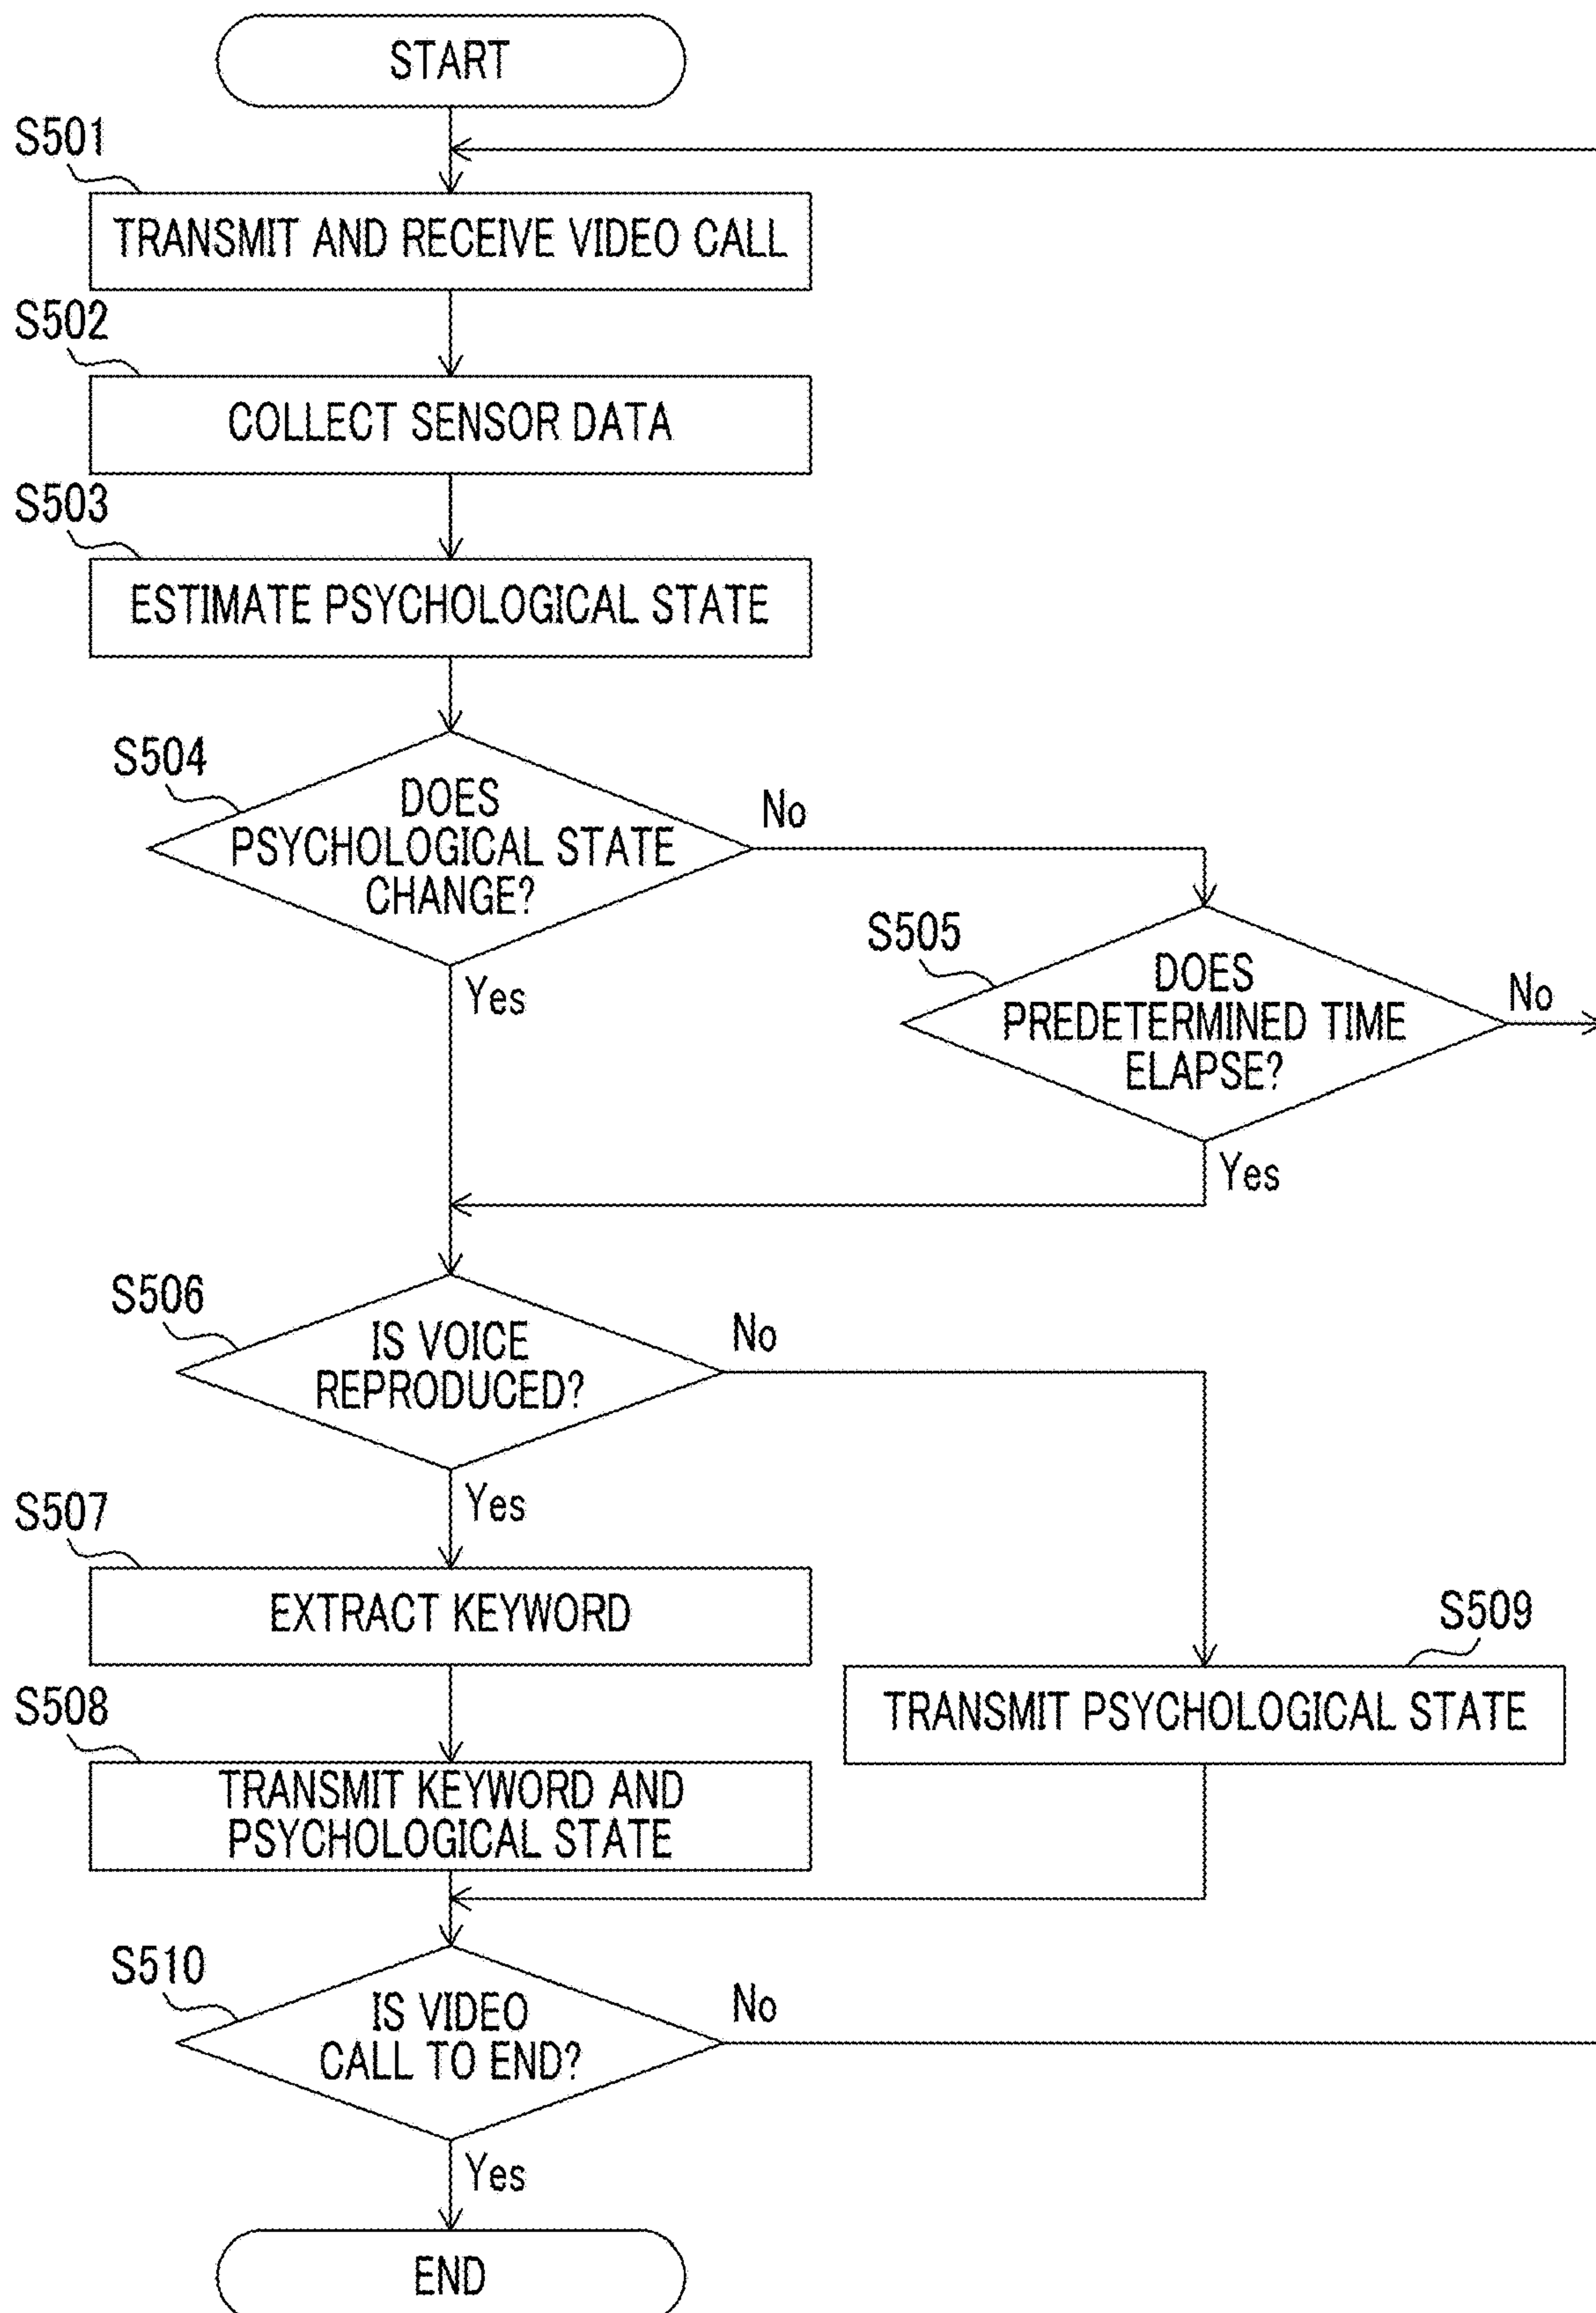 START
S501
TRANSMIT AND RECEIVE VIDEO CALL
S502
COLLECT SENSOR DATA
S503
ESTIMATE PSYCHOLOGICAL STATE
S504
DOES
PSYCHOLOGICAL STATE
CHANGE?
No
Yes
S505
DOES
PREDETERMINED TIME
ELAPSE?
No
Yes
S506
IS VOICE
REPRODUCED?
No
Yes
S507
EXTRACT KEYWORD
S509
TRANSMIT PSYCHOLOGICAL STATE
S508
TRANSMIT KEYWORD AND
PSYCHOLOGICAL STATE
S510
IS VIDEO
CALL TO END?
No
Yes
END